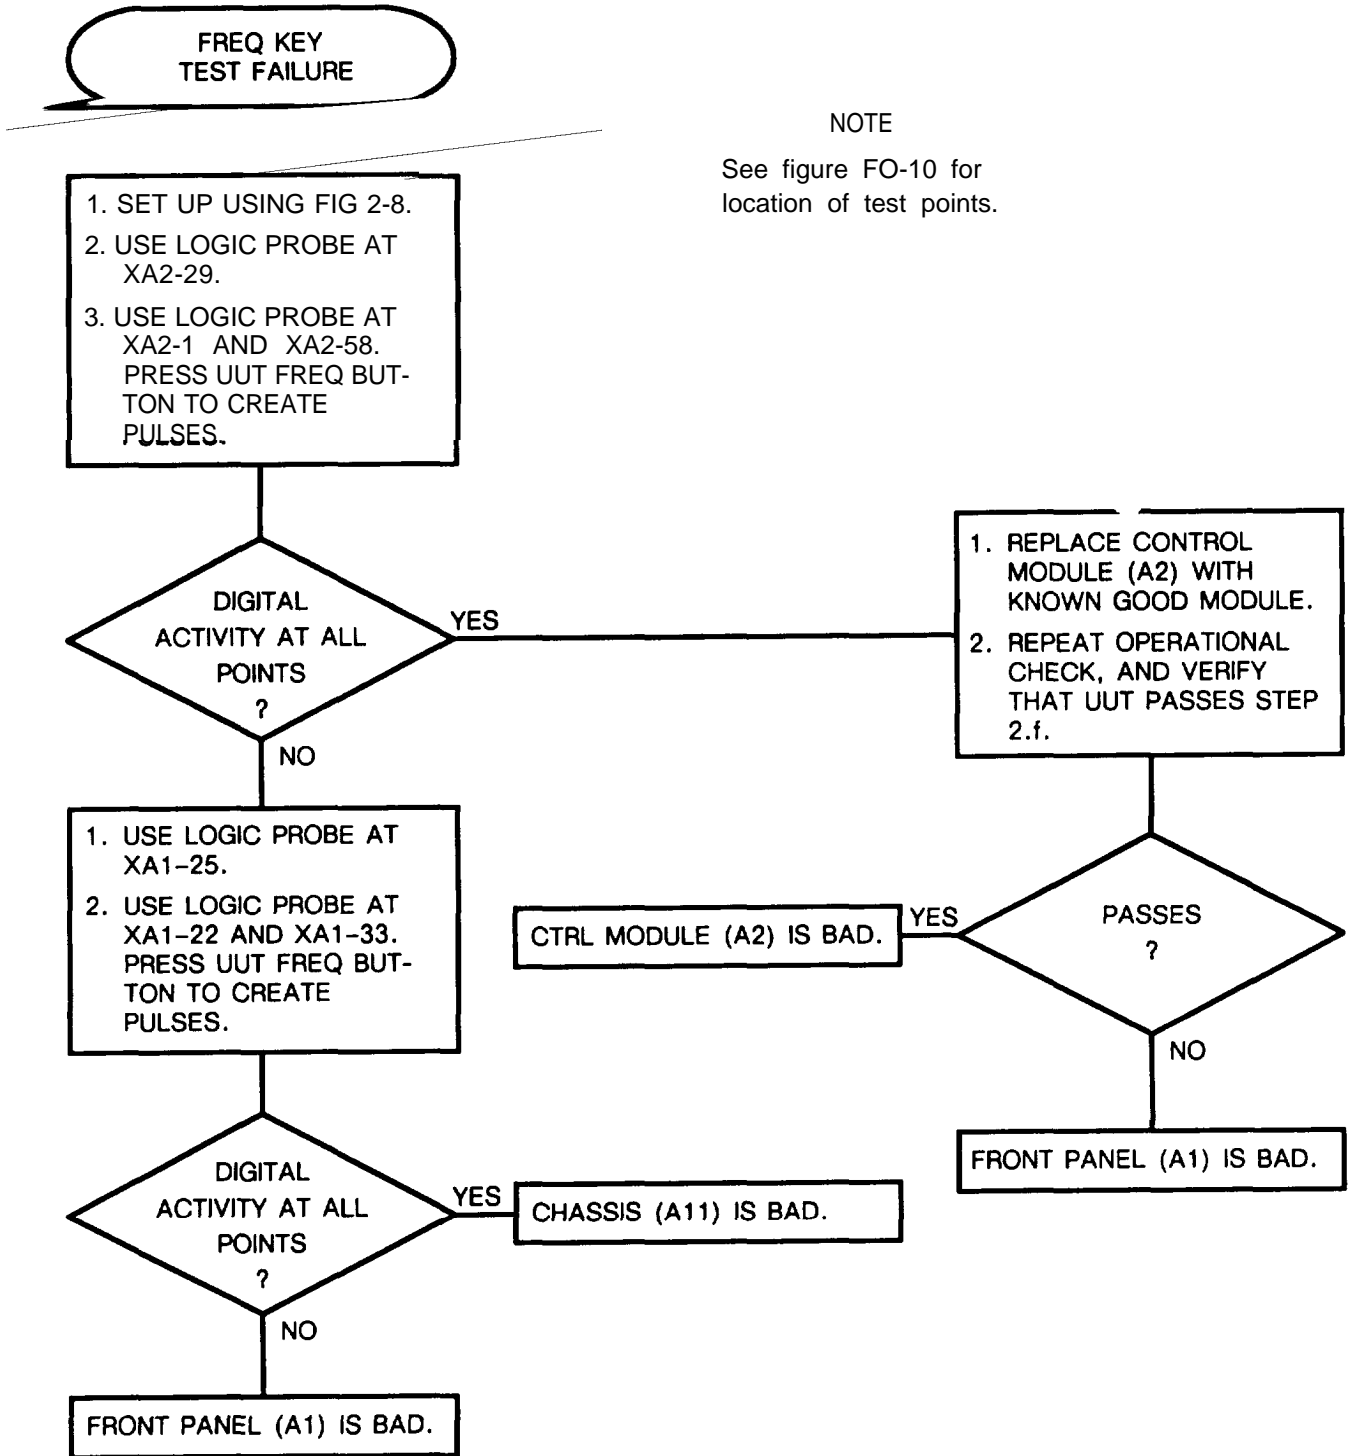 FREQ KEY
TEST FAILURE
NOTE
See figure FO-10 for
location of test points.
1. SET UP USING FIG 2-8.
2. USE LOGIC PROBE AT
XA2-29.
3. USE LOGIC PROBE AT
XA2-1 AND XA2-58.
PRESS UUT FREQ BUT-
TON TO CREATE
PULSES.
DIGITAL
ACTIVITY AT ALL
POINTS
?
YES
NO
1. REPLACE CONTROL
MODULE (A2) WITH
KNOWN GOOD MODULE.
2. REPEAT OPERATIONAL
CHECK, AND VERIFY
THAT UUT PASSES STEP
2.f.
1. USE LOGIC PROBE AT
XA1-25.
2. USE LOGIC PROBE AT
XA1-22 AND XA1-33.
PRESS UUT FREQ BUT-
TON TO CREATE
PULSES.
PASSES
?
YES
CTRL MODULE (A2) IS BAD.
NO
FRONT PANEL (A1) IS BAD.
DIGITAL
ACTIVITY AT ALL
POINTS
?
YES
CHASSIS (A11) IS BAD.
NO
FRONT PANEL (A1) IS BAD.